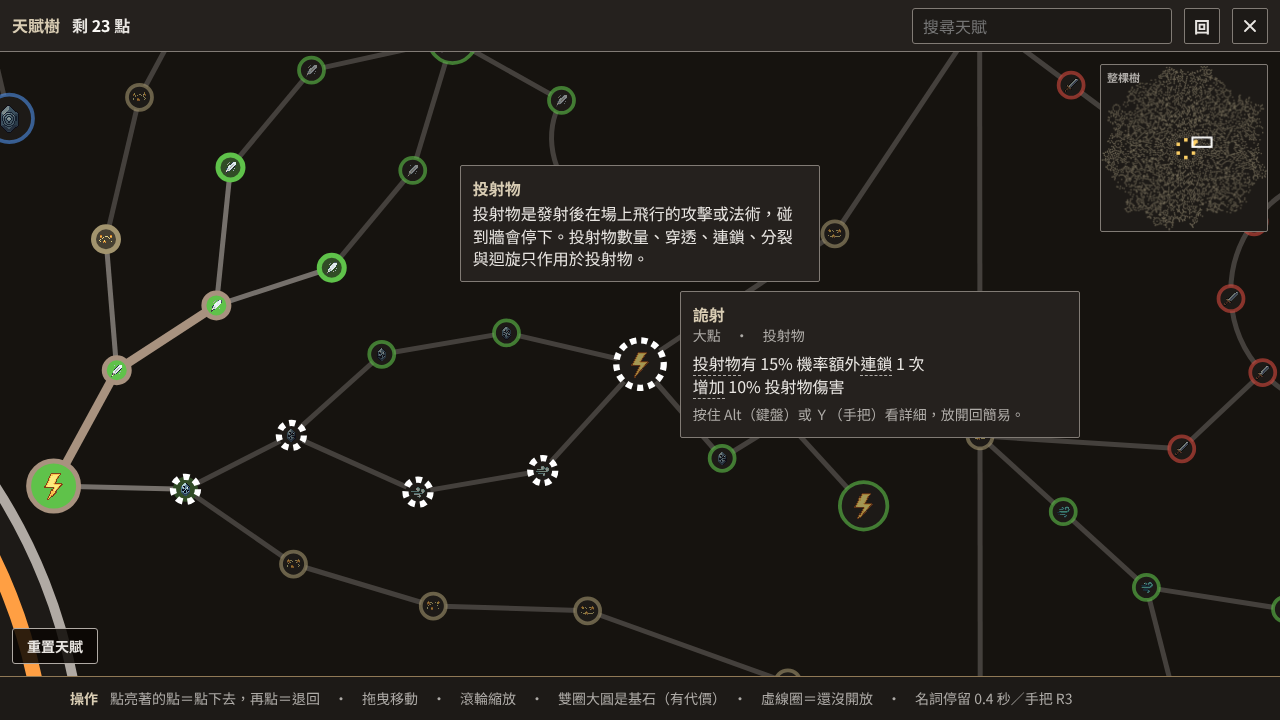 天賦樹 剩 23 點
搜尋天賦
回
整棵樹
投射物
投射物是發射後在場上飛行的攻擊或法術，碰
到牆會停下。投射物數量、穿透、連鎖、分裂
與迴旋只作用於投射物。
詭射
大點 ・ 投射物
投射物有 15% 機率額外連鎖 1 次
增加 10% 投射物傷害
按住 Alt（鍵盤）或 Y（手把）看詳細，放開回簡易。
重置天賦
操作 點亮著的點＝點下去，再點＝退回 ・ 拖曳移動 ・ 滾輪縮放 ・ 雙圈大圓是基石（有代價） ・ 虛線圈＝還沒開放 ・ 名詞停留 0.4 秒／手把 R3